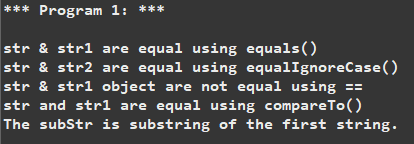 *** Program 1: ***
str & str1 are equal using equals()
str & str2 are equal using equalIgnoreCase()
str & str1 object are not equal using ==
str and str1 are equal using compareTo()
The subStr is substring of the first string.